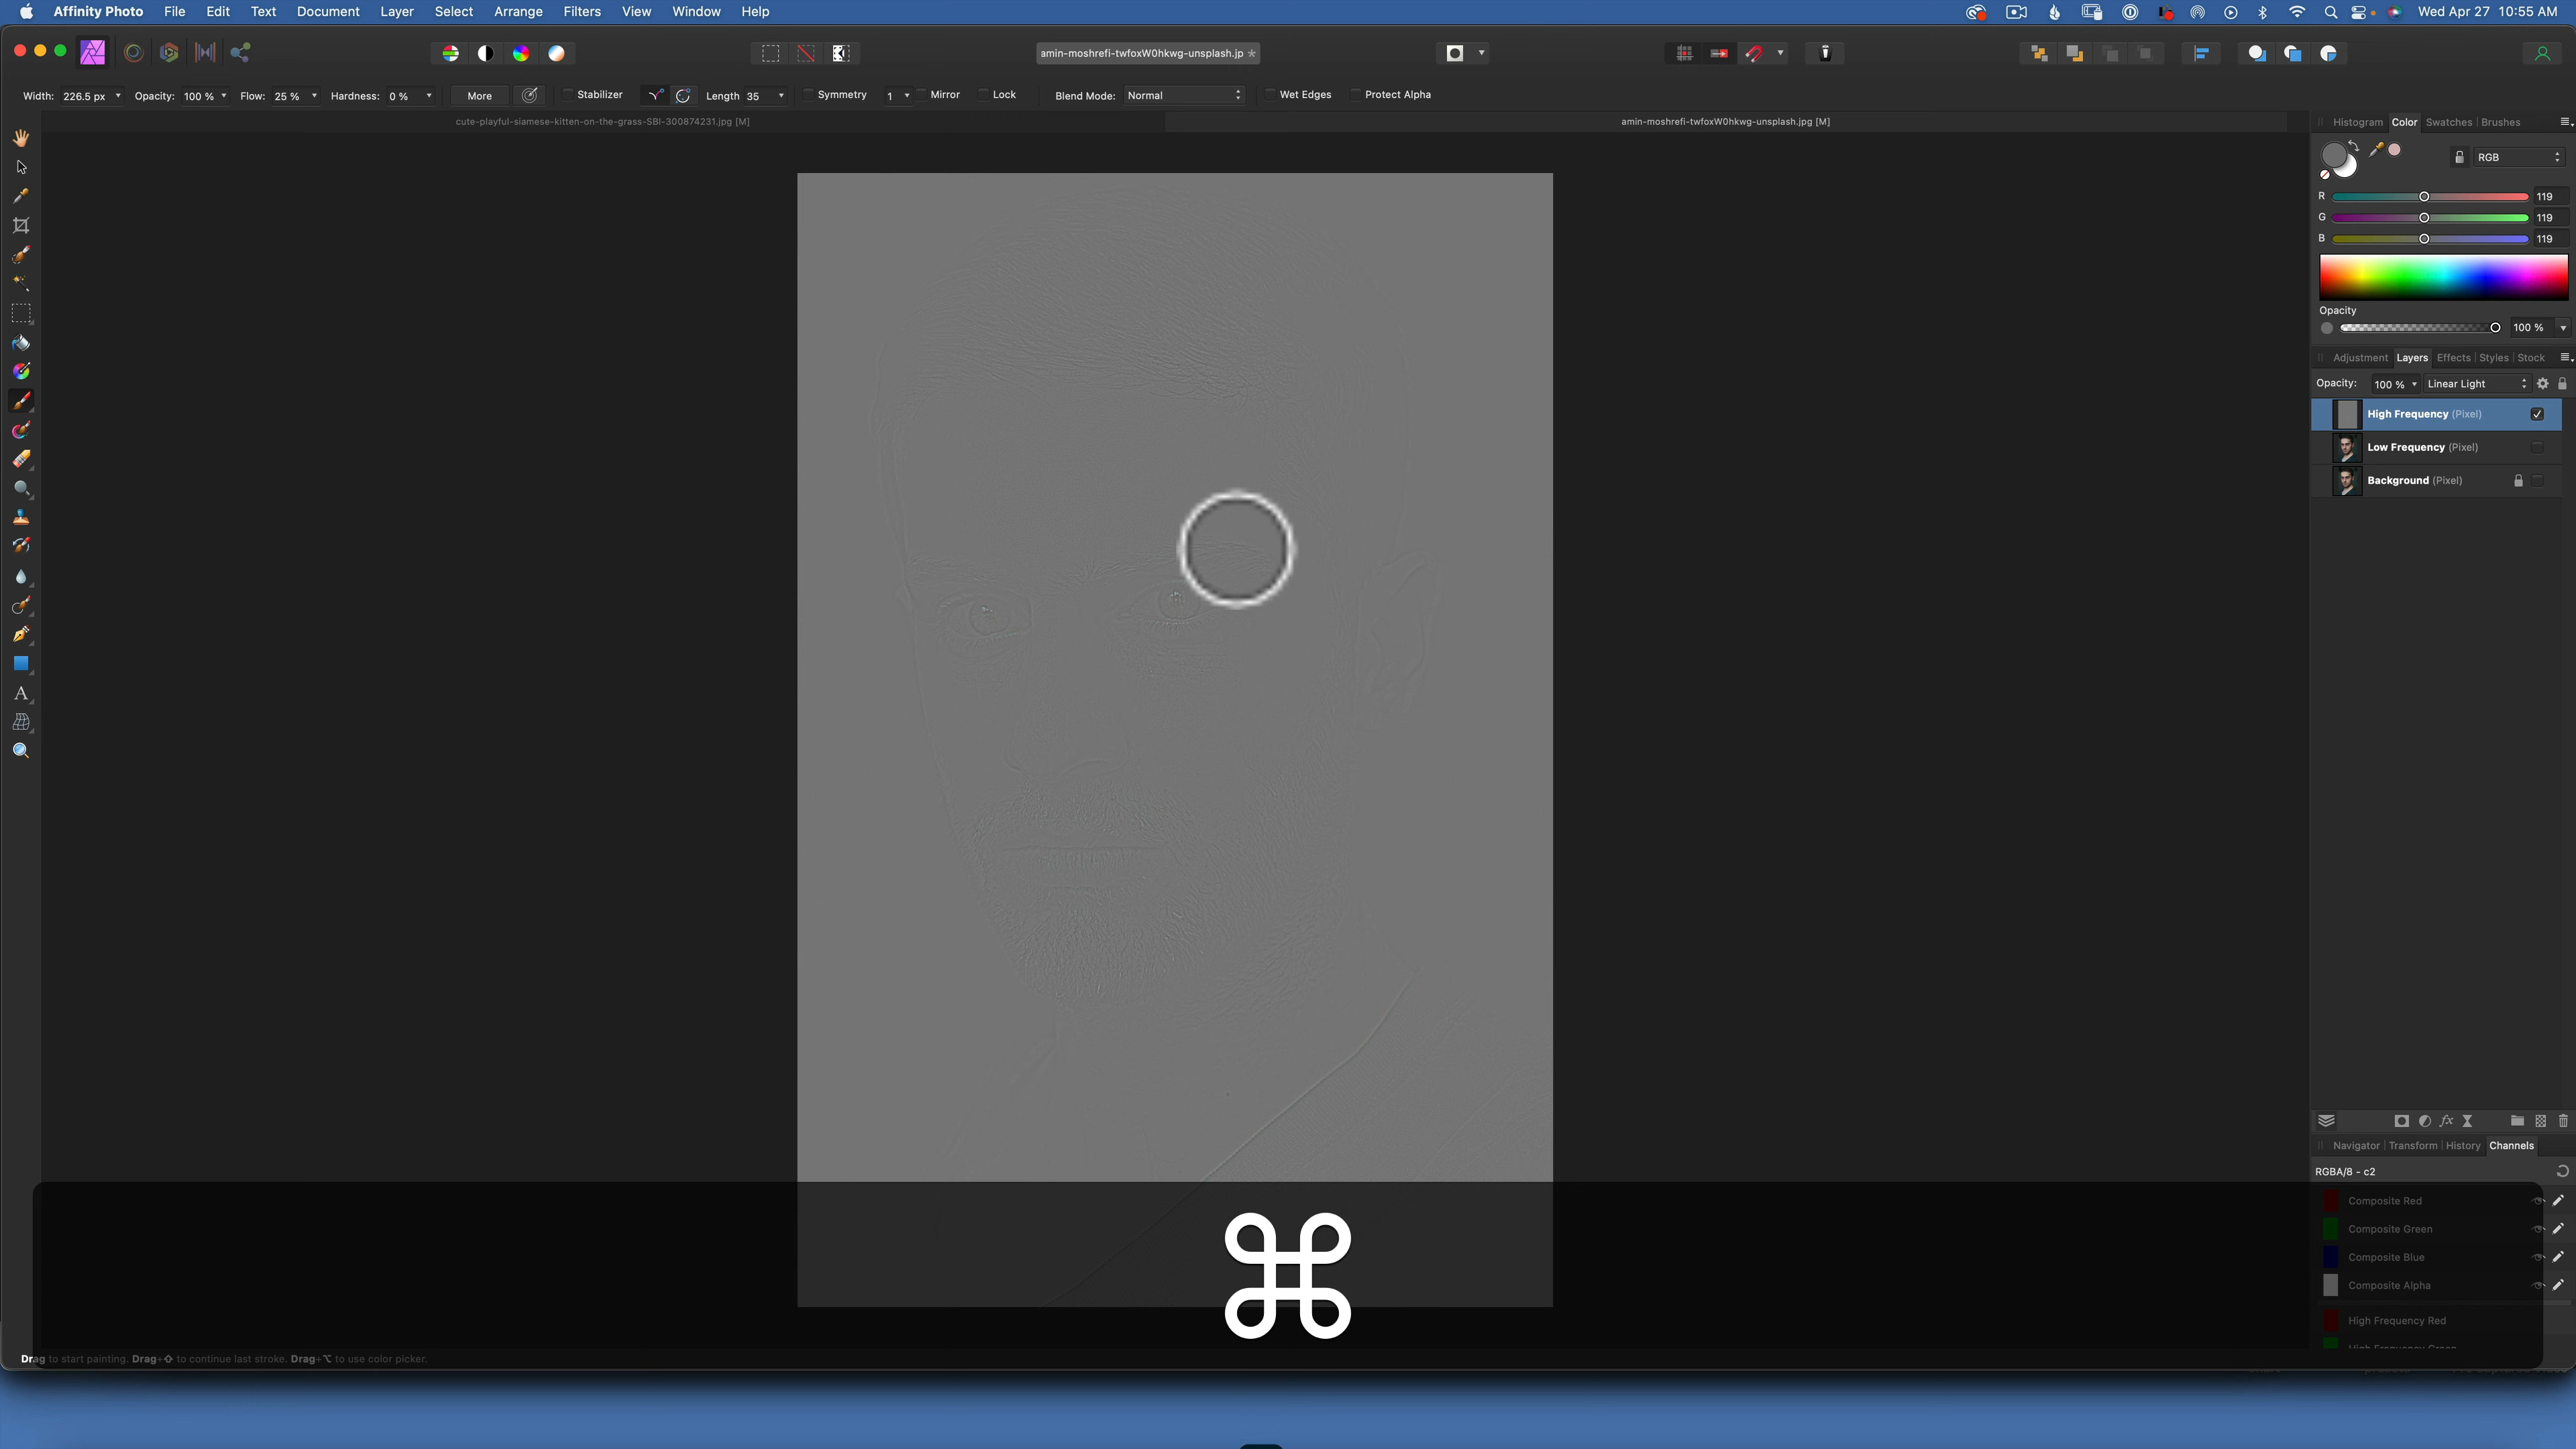 Affinity Photo File Edit Text Document Layer Select Arrange Filters View Window Help Wed Apr 27 10:55 AM
amin-moshrefi-twfoxW0hkwg-unsplash.jp
Width: 226.5 px Opacity: 100 % Flow: 25 % Hardness: 0 % More Stabilizer Length 35 Symmetry 1 Mirror Lock Blend Mode: Normal Wet Edges Protect Alpha
cute-playful-siamese-kitten-on-the-grass-SBI-300874231.jpg [M] amin-moshrefi-twfoxW0hkwg-unsplash.jpg [M]
Histogram Color Swatches Brushes
RGB
R 119
G 119
B 119
Opacity
100 %
Adjustment Layers Effects Styles Stock
Opacity: 100 % Linear Light
High Frequency (Pixel)
Low Frequency (Pixel)
Background (Pixel)
Navigator Transform History Channels
RGBA/8 - c2
Composite Red
Composite Green
Composite Blue
Composite Alpha
High Frequency Red
High Frequency Green
Drag to start painting. Drag+⇧ to continue last stroke. Drag+⌥ to use color picker.